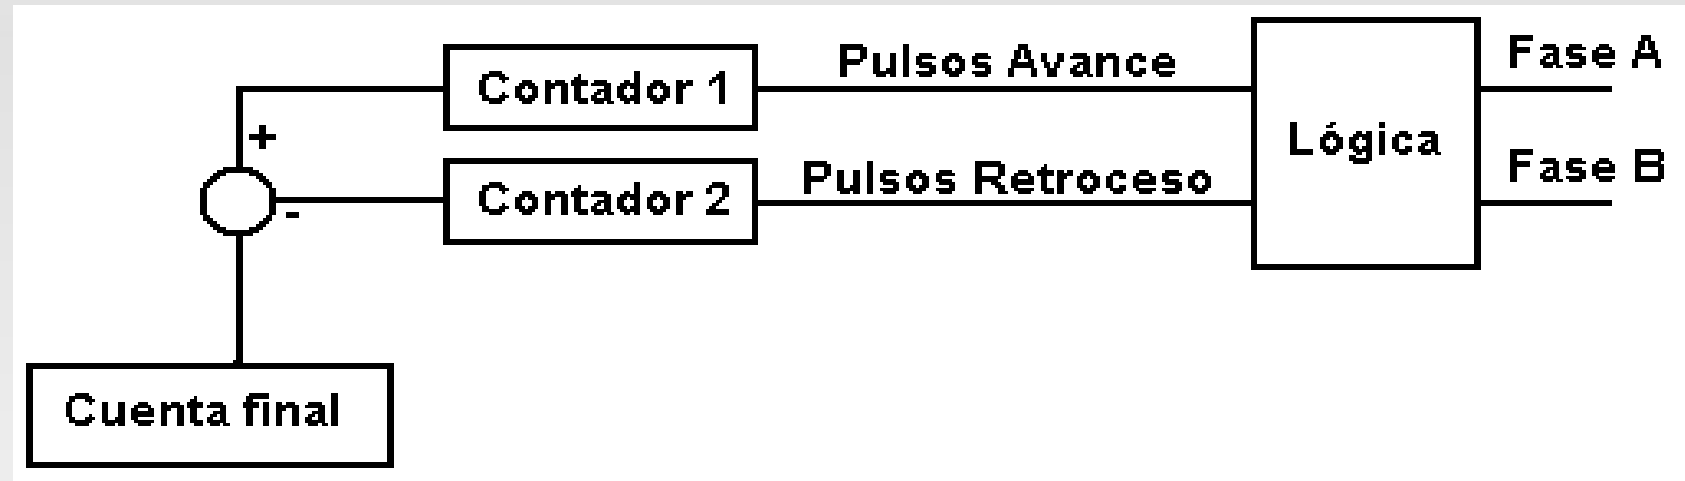 Contador 1
Pulsos Avance
Fase A
+
Lógica
Contador 2
Pulsos Retroceso
Fase B
-
Cuenta final